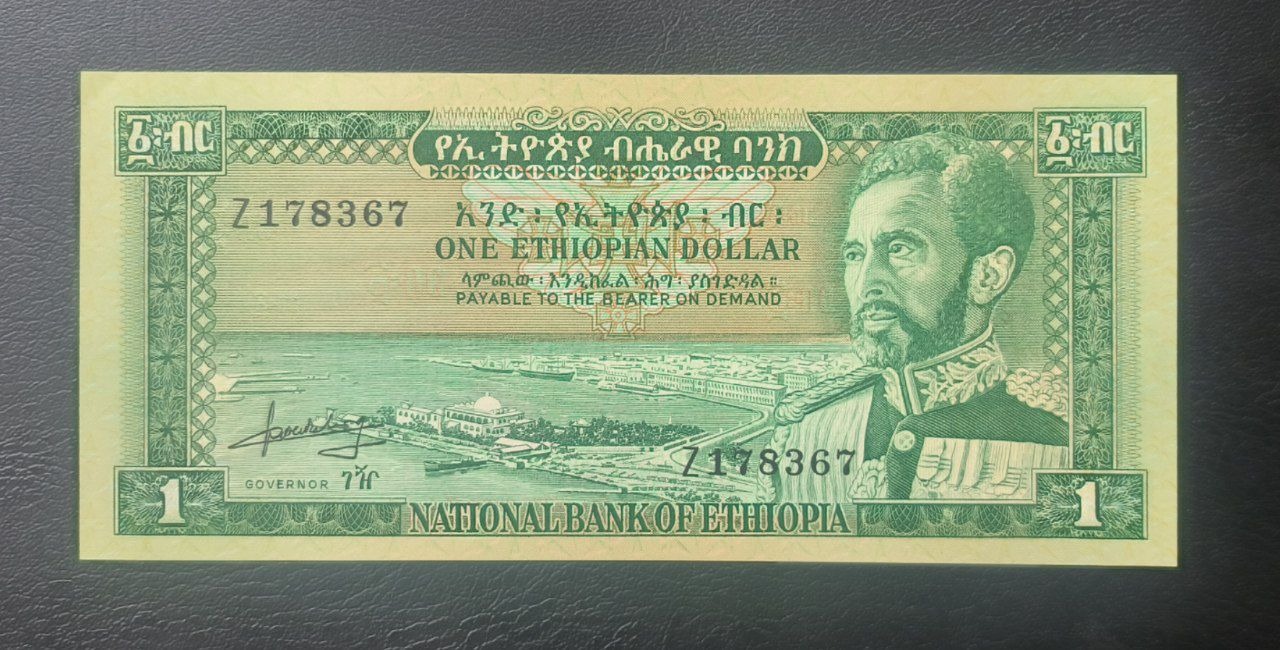 ፩፡ብር
የኢትዮጵያ ብሔራዊ ባንክ
፩፡ብር
Z178367
አንድ ፡ የኢትዮጵያ ፡ ብር ፡
ONE ETHIOPIAN DOLLAR
ላምጪው ፡ እንዲከፈል ፡ ሕግ ፡ ያስገድዳል ።
PAYABLE TO THE BEARER ON DEMAND
Z178367
GOVERNOR ገዥ
1
NATIONAL BANK OF ETHIOPIA
1